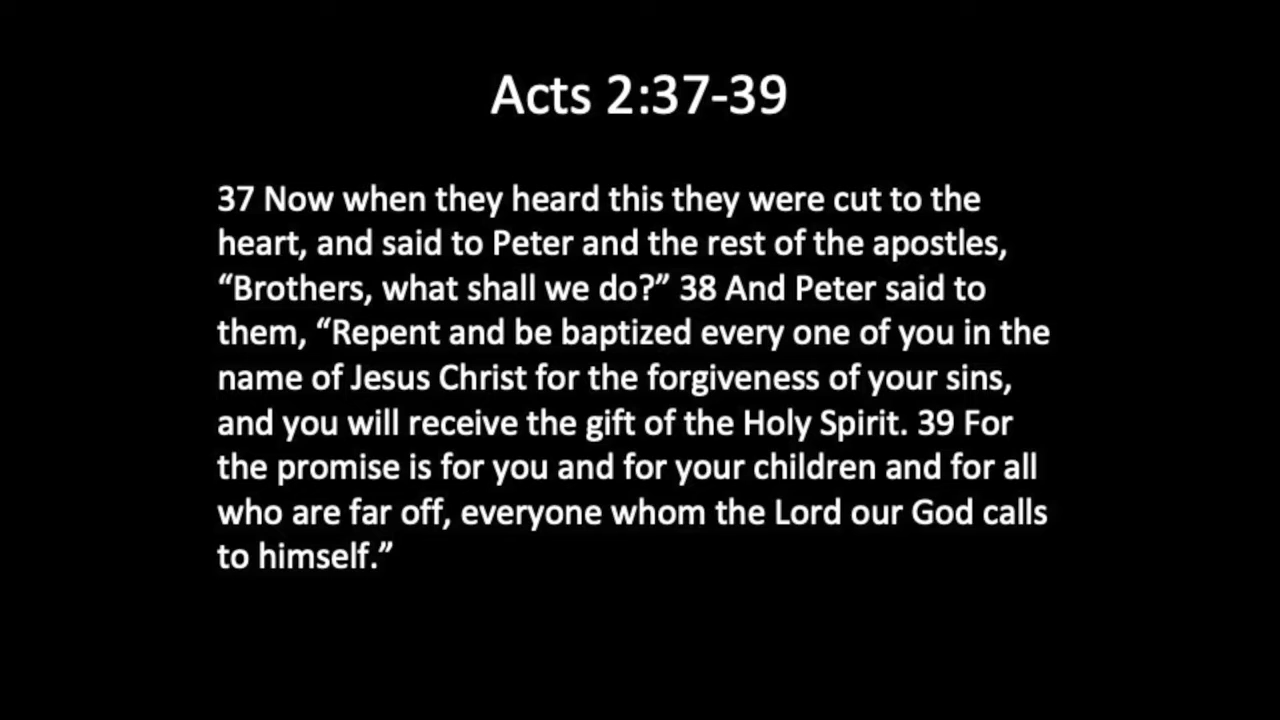 Acts 2:37-39
37 Now when they heard this they were cut to the
heart, and said to Peter and the rest of the apostles,
“Brothers, what shall we do?” 38 And Peter said to
them, “Repent and be baptized every one of you in the
name of Jesus Christ for the forgiveness of your sins,
and you will receive the gift of the Holy Spirit. 39 For
the promise is for you and for your children and for all
who are far off, everyone whom the Lord our God calls
to himself.”